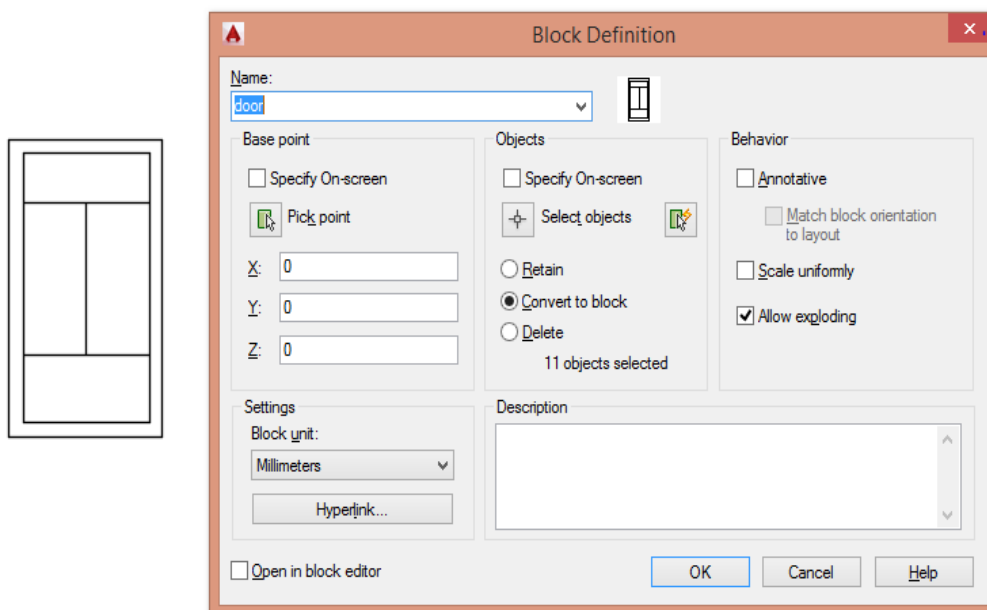 Block Definition
Name:
door
Base point
Specify On-screen
Pick point
X: 0
Y: 0
Z: 0
Objects
Specify On-screen
Select objects
Retain
Convert to block
Delete
11 objects selected
Behavior
Annotative
Match block orientation
to layout
Scale uniformly
Allow exploding
Settings
Block unit:
Millimeters
Hyperlink...
Description
Open in block editor
OK
Cancel
Help